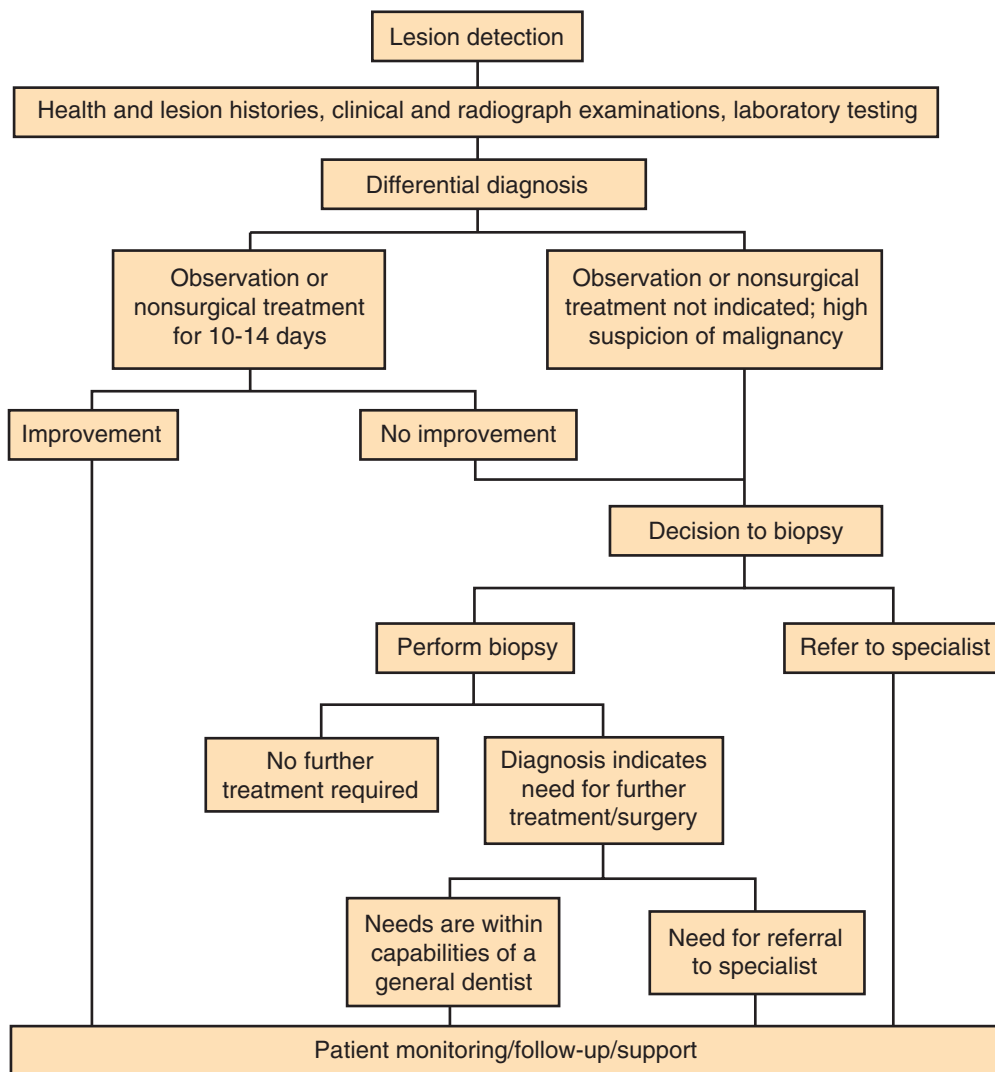 Lesion detection
Health and lesion histories, clinical and radiograph examinations, laboratory testing
Differential diagnosis
Observation or
nonsurgical treatment
for 10-14 days
Observation or nonsurgical
treatment not indicated; high
suspicion of malignancy
Improvement
No improvement
Decision to biopsy
Perform biopsy
Refer to specialist
No further
treatment required
Diagnosis indicates
need for further
treatment/surgery
Needs are within
capabilities of a
general dentist
Need for referral
to specialist
Patient monitoring/follow-up/support